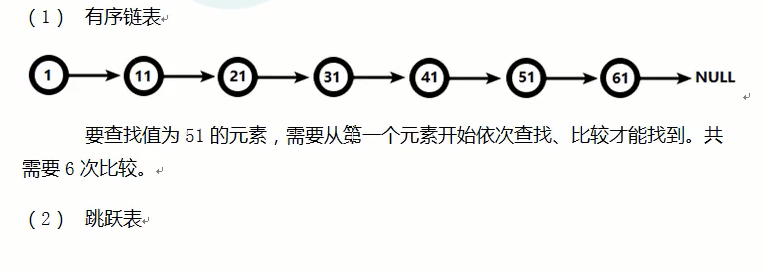 （1） 有序链表
1 11 21 31 41 51 61 NULL
要查找值为 51 的元素，需要从第一个元素开始依次查找、比较才能找到。共
需要 6 次比较。
（2） 跳跃表